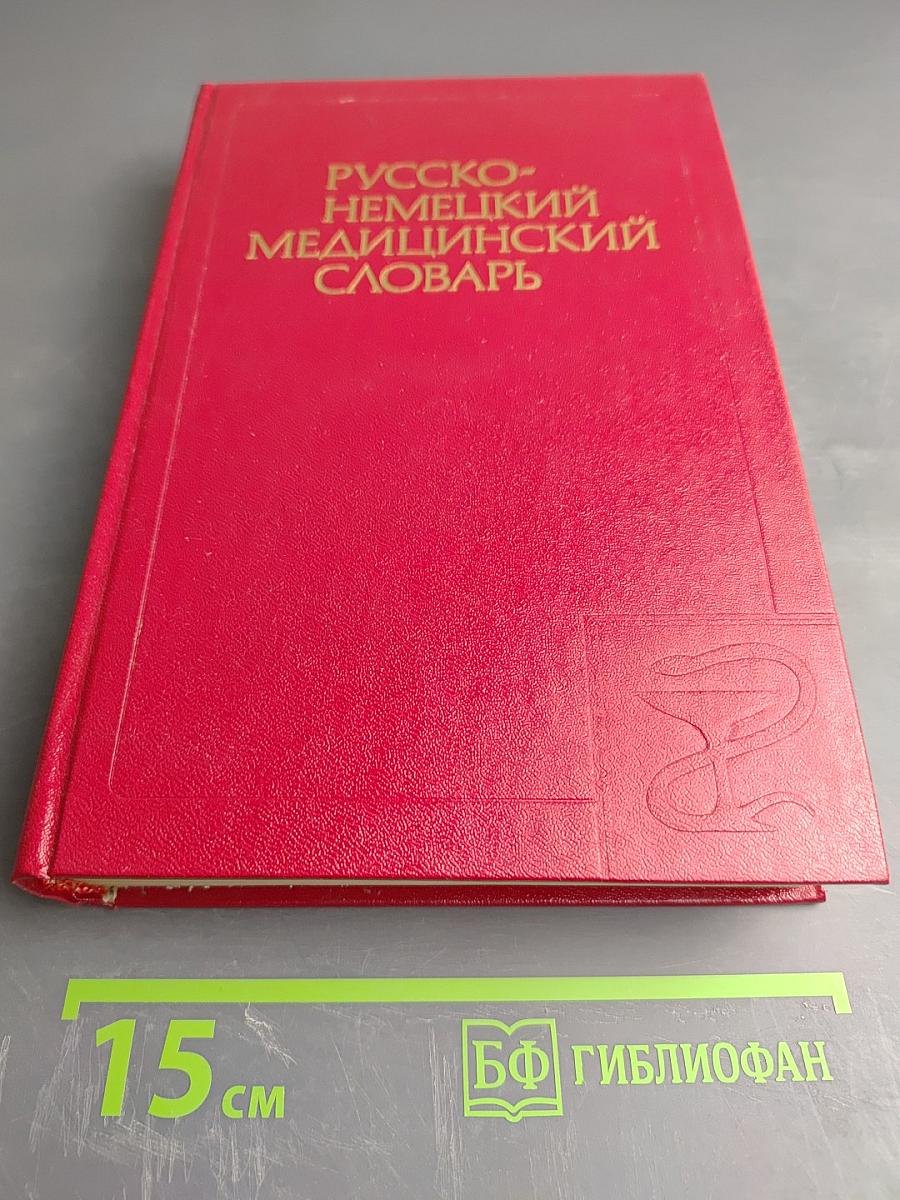 РУССКО-
НЕМЕЦКИЙ
МЕДИЦИНСКИЙ
СЛОВАРЬ
15 см
БФ ГИБЛИОФАН